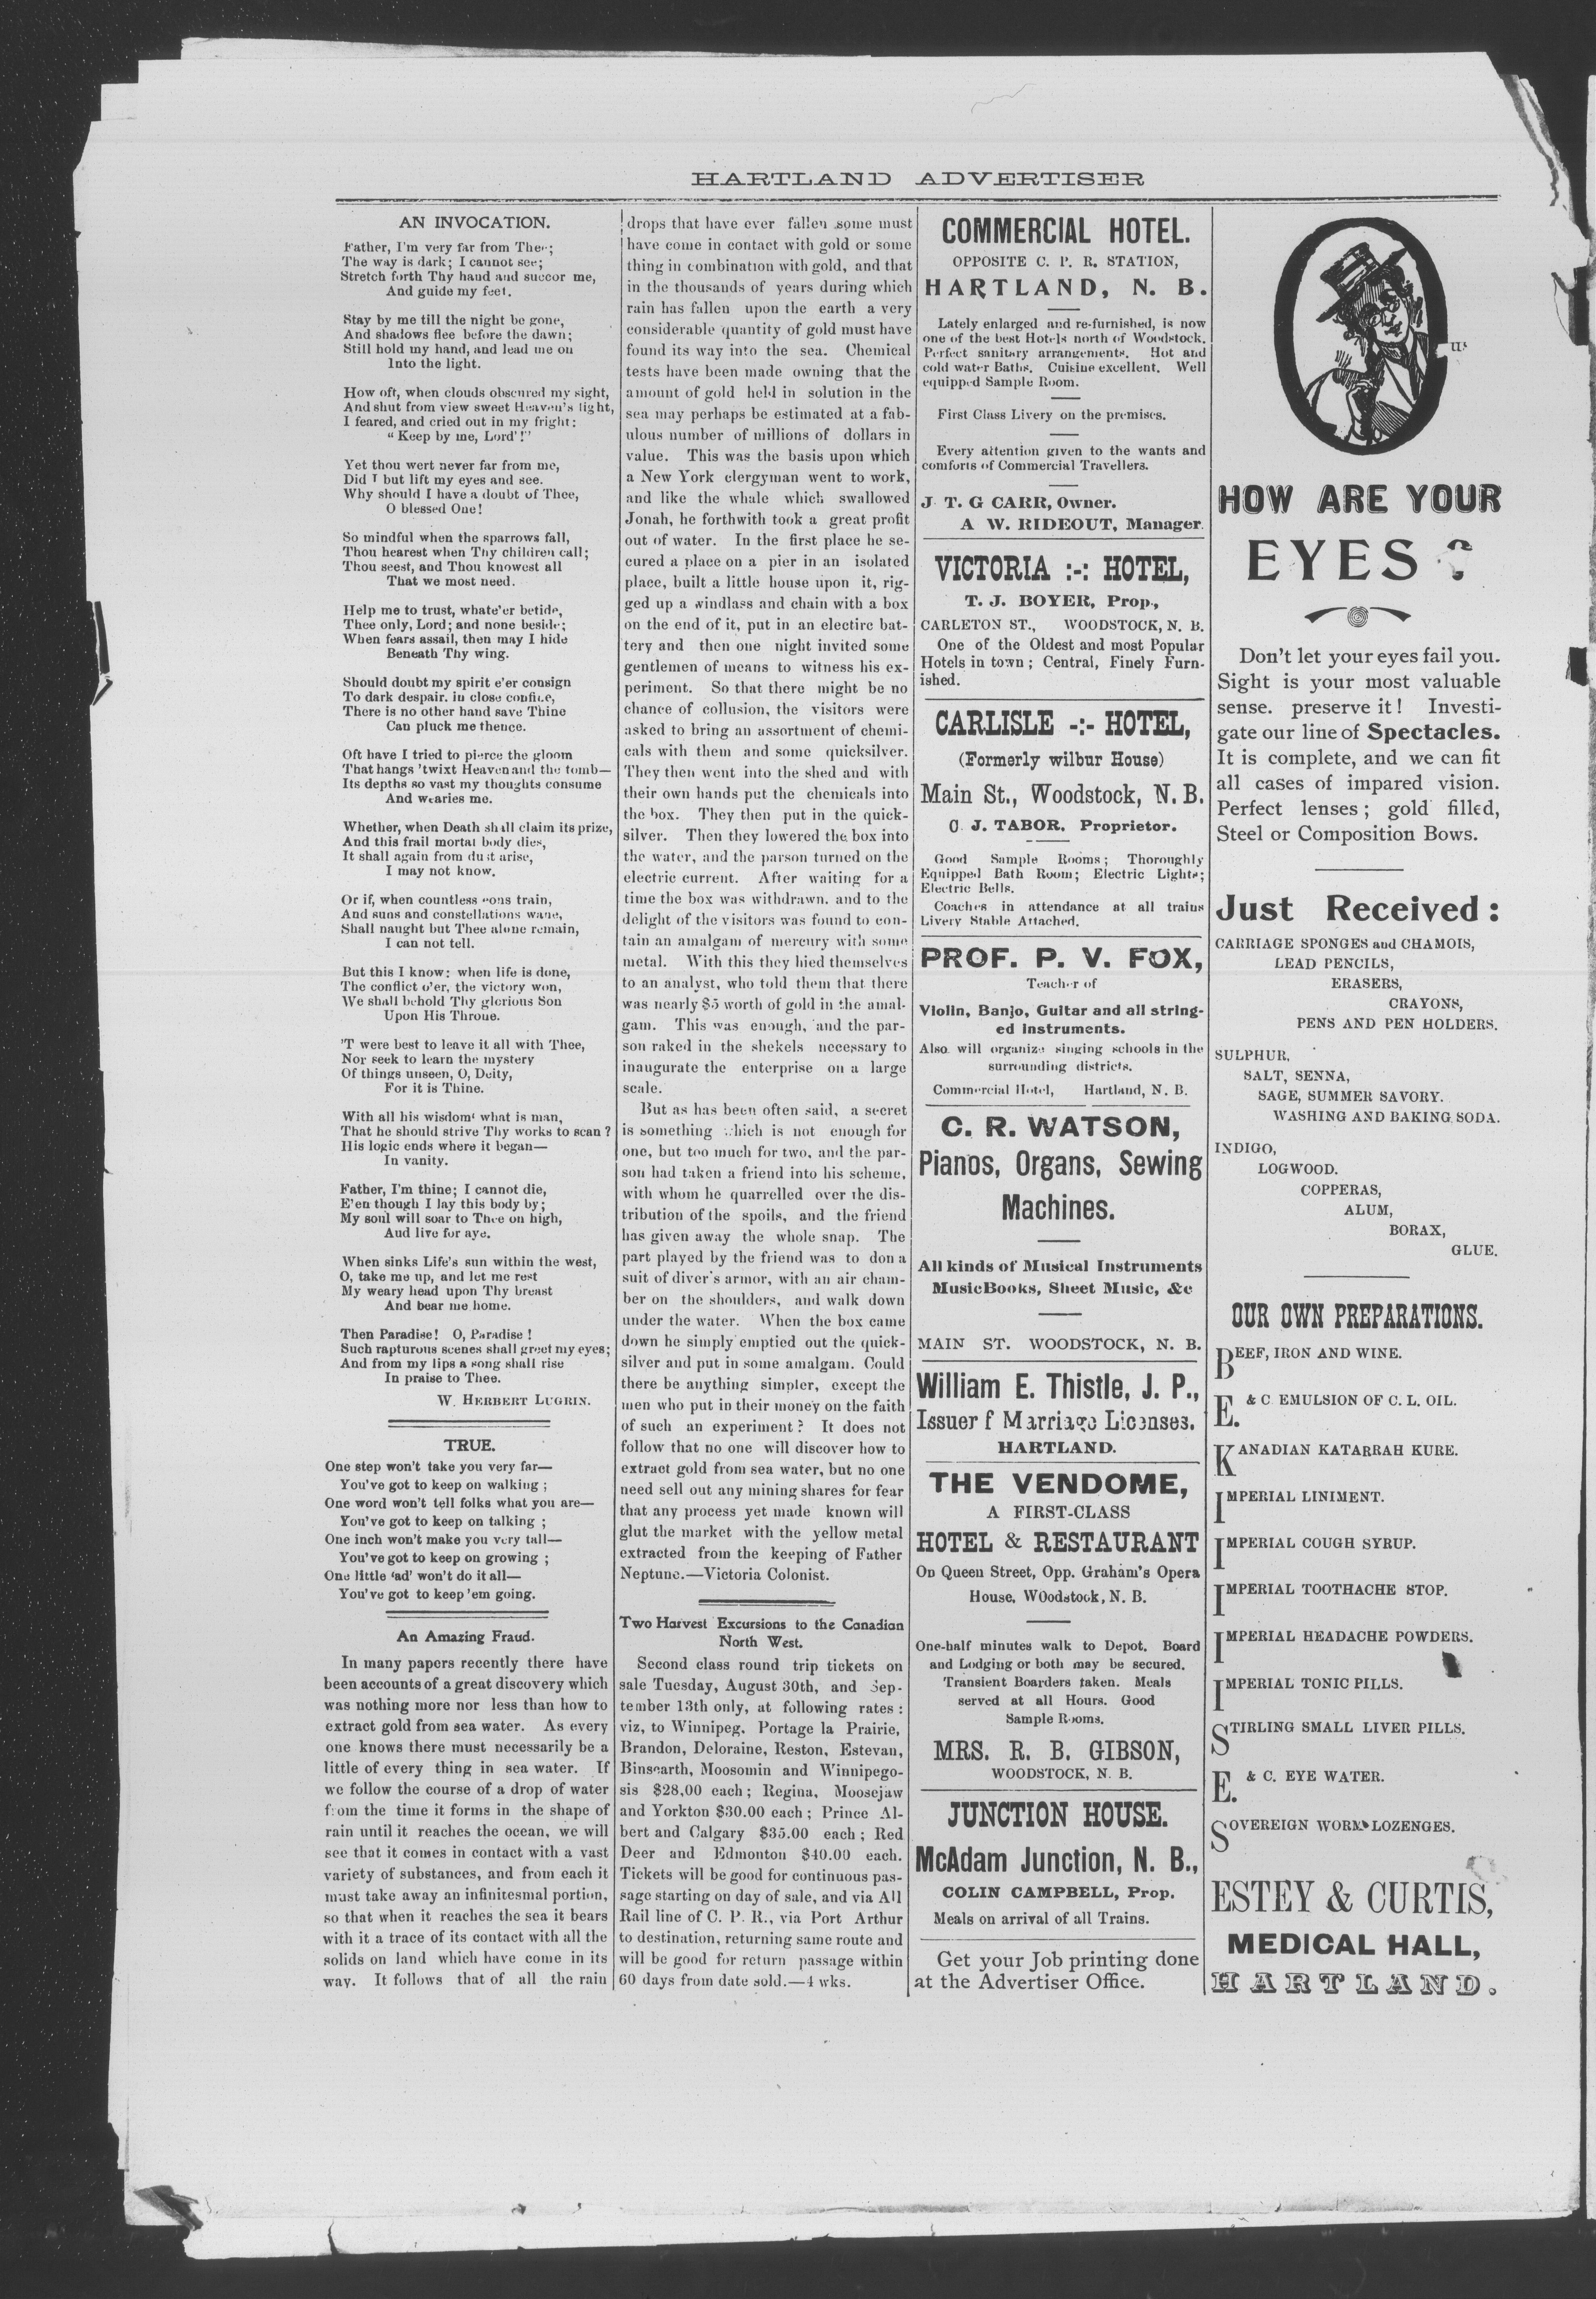 HARTLAND ADVERTISER
AN INVOCATION.
Father, I'm very far from Thee;
The way is dark; I cannot see;
Stretch forth Thy hand and succor me,
And guide my feet.
Stay by me till the night be gone,
And shadows flee before the dawn;
Still hold my hand, and lead me on
Into the light.
How oft, when clouds obscured my sight,
And shut from view sweet Heaven's light,
I feared, and cried out in my fright;
"Keep by me, Lord'!"
Yet thou wert never far from me,
Did I but lift my eyes and see.
Why should I have a doubt of Thee,
O blessed One!
So mindful when the sparrows fall,
Thou hearest when Thy children call;
Thou seest, and Thou knowest all
That we most need.
Help me to trust, whate'er betide,
Thee only, Lord; and none beside;
When fears assail, then may I hide
Beneath Thy wing.
Should doubt my spirit e'er consign
To dark despair. in close confine,
There is no other hand save Thine
Can pluck me thence.
Oft have I tried to pierce the gloom
That hangs 'twixt Heaven and the tomb—
Its depths so vast my thoughts consume
And wearies me.
Whether, when Death shall claim its prize,
And this frail mortal body dies,
It shall again from dust arise,
I may not know.
Or if, when countless eons train,
And suns and constellations wane,
Shall naught but Thee alone remain,
I can not tell.
But this I know: when life is done,
The conflict o'er, the victory won,
We shall behold Thy glorious Son
Upon His Throne.
'T were best to leave it all with Thee,
Nor seek to learn the mystery
Of things unseen, O, Deity,
For it is Thine.
With all his wisdom' what is man,
That he should strive Thy works to scan?
His logic ends where it began—
In vanity.
Father, I'm thine; I cannot die,
E'en though I lay this body by;
My soul will soar to Thee on high,
And live for aye.
When sinks Life's sun within the west,
O, take me up, and let me rest
My weary head upon Thy breast
And bear me home.
Then Paradise! O, Paradise!
Such rapturous scenes shall greet my eyes;
And from my lips a song shall rise
In praise to Thee.
W. HERBERT LUGRIN.
TRUE.
One step won't take you very far—
You've got to keep on walking;
One word won't tell folks what you are—
You've got to keep on talking;
One inch won't make you very tall—
You've got to keep on growing;
One little 'ad' won't do it all—
You've got to keep 'em going.
An Amazing Fraud.
In many papers recently there have
been accounts of a great discovery which
was nothing more nor less than how to
extract gold from sea water. As every
one knows there must necessarily be a
little of every thing in sea water. If
we follow the course of a drop of water
from the time it forms in the shape of
rain until it reaches the ocean, we will
see that it comes in contact with a vast
variety of substances, and from each it
must take away an infinitesmal portion,
so that when it reaches the sea it bears
with it a trace of its contact with all the
solids on land which have come in its
way. It follows that of all the rain
drops that have ever fallen some must
have come in contact with gold or some
thing in combination with gold, and that
in the thousands of years during which
rain has fallen upon the earth a very
considerable quantity of gold must have
found its way into the sea. Chemical
tests have been made owning that the
amount of gold held in solution in the
sea may perhaps be estimated at a fab-
ulous number of millions of dollars in
value. This was the basis upon which
a New York clergyman went to work,
and like the whale which swallowed
Jonah, he forthwith took a great profit
out of water. In the first place he se-
cured a place on a pier in an isolated
place, built a little house upon it, rig-
ged up a windlass and chain with a box
on the end of it, put in an electirc bat-
tery and then one night invited some
gentlemen of means to witness his ex-
periment. So that there might be no
chance of collusion, the visitors were
asked to bring an assortment of chemi-
cals with them and some quicksilver.
They then went into the shed and with
their own hands put the chemicals into
the box. They then put in the quick-
silver. Then they lowered the box into
the water, and the parson turned on the
electric current. After waiting for a
time the box was withdrawn. and to the
delight of the visitors was found to con-
tain an amalgam of mercury with some
metal. With this they hied themselves
to an analyst, who told them that there
was nearly $5 worth of gold in the amal-
gam. This was enough, and the par-
son raked in the shekels necessary to
inaugurate the enterprise on a large
scale.
But as has been often said, a secret
is something which is not enough for
one, but too much for two, and the par-
son had taken a friend into his scheme,
with whom he quarrelled over the dis-
tribution of the spoils, and the friend
has given away the whole snap. The
part played by the friend was to don a
suit of diver's armor, with an air cham-
ber on the shoulders, and walk down
under the water. When the box came
down he simply emptied out the quick-
silver and put in some amalgam. Could
there be anything simpler, except the
men who put in their money on the faith
of such an experiment? It does not
follow that no one will discover how to
extract gold from sea water, but no one
need sell out any mining shares for fear
that any process yet made known will
glut the market with the yellow metal
extracted from the keeping of Father
Neptune.—Victoria Colonist.
Two Harvest Excursions to the Canadian
North West.
Second class round trip tickets on
sale Tuesday, August 30th, and Sep-
tember 13th only, at following rates:
viz, to Winnipeg, Portage la Prairie,
Brandon, Deloraine, Reston, Estevan,
Binscarth, Moosomin and Winnipego-
sis $28,00 each; Regina, Moosejaw
and Yorkton $30.00 each; Prince Al-
bert and Calgary $35.00 each; Red
Deer and Edmonton $40.00 each.
Tickets will be good for continuous pas-
sage starting on day of sale, and via All
Rail line of C. P. R., via Port Arthur
to destination, returning same route and
will be good for return passage within
60 days from date sold.—4 wks.
COMMERCIAL HOTEL.
OPPOSITE C. P. R. STATION,
HARTLAND, N. B.
Lately enlarged and re-furnished, is now
one of the best Hotels north of Woodstock.
Perfect sanitary arrangements. Hot and
cold water Baths. Cuisine excellent. Well
equipped Sample Room.
First Class Livery on the premises.
Every attention given to the wants and
comforts of Commercial Travellers.
J. T. G CARR, Owner.
A W. RIDEOUT, Manager.
VICTORIA :-: HOTEL,
T. J. BOYER, Prop.,
CARLETON ST., WOODSTOCK, N. B.
One of the Oldest and most Popular
Hotels in town; Central, Finely Furn-
ished.
CARLISLE -:- HOTEL,
(Formerly wilbur House)
Main St., Woodstock, N. B.
C. J. TABOR. Proprietor.
Good Sample Rooms; Thoroughly
Equipped Bath Room; Electric Lights;
Electric Bells.
Coaches in attendance at all trains
Livery Stable Attached.
PROF. P. V. FOX,
Teacher of
Violin, Banjo, Guitar and all string-
ed Instruments.
Also will organize singing schools in the
surrounding districts.
Commercial Hotel, Hartland, N. B.
C. R. WATSON,
Pianos, Organs, Sewing
Machines.
All kinds of Musical Instruments
Music Books, Sheet Music, &c
MAIN ST. WOODSTOCK, N. B.
William E. Thistle, J. P.,
Issuer f Marriage Licenses.
HARTLAND.
THE VENDOME,
A FIRST-CLASS
HOTEL & RESTAURANT
On Queen Street, Opp. Graham's Opera
House, WOodstock, N. B.
One-half minutes walk to Depot. Board
and Lodging or both may be secured.
Transient Boarders taken. Meals
served at all Hours. Good
Sample Rooms.
MRS. R. B. GIBSON,
WOODSTOCK, N. B.
JUNCTION HOUSE.
McAdam Junction, N. B.,
COLIN CAMPBELL, Prop.
Meals on arrival of all Trains.
Get your Job printing done
at the Advertiser Office.
HOW ARE YOUR
EYES?
Don't let your eyes fail you.
Sight is your most valuable
sense. preserve it! Investi-
gate our line of Spectacles.
It is complete, and we can fit
all cases of impared vision.
Perfect lenses; gold filled,
Steel or Composition Bows.
Just Received:
CARRIAGE SPONGES and CHAMOIS,
LEAD PENCILS,
ERASERS,
CRAYONS,
PENS AND PEN HOLDERS.
SULPHUR,
SALT, SENNA,
SAGE, SUMMER SAVORY.
WASHING AND BAKING SODA.
INDIGO,
LOGWOOD.
COPPERAS,
ALUM,
BORAX,
GLUE.
OUR OWN PREPARATIONS.
BEEF, IRON AND WINE.
E. & C EMULSION OF C. L. OIL.
KANADIAN KATARRAH KURE.
IMPERIAL LINIMENT.
IMPERIAL COUGH SYRUP.
IMPERIAL TOOTHACHE STOP.
IMPERIAL HEADACHE POWDERS.
IMPERIAL TONIC PILLS.
STIRLING SMALL LIVER PILLS.
E. & C. EYE WATER.
SOVEREIGN WORM LOZENGES.
ESTEY & CURTIS,
MEDICAL HALL,
HARTLAND.